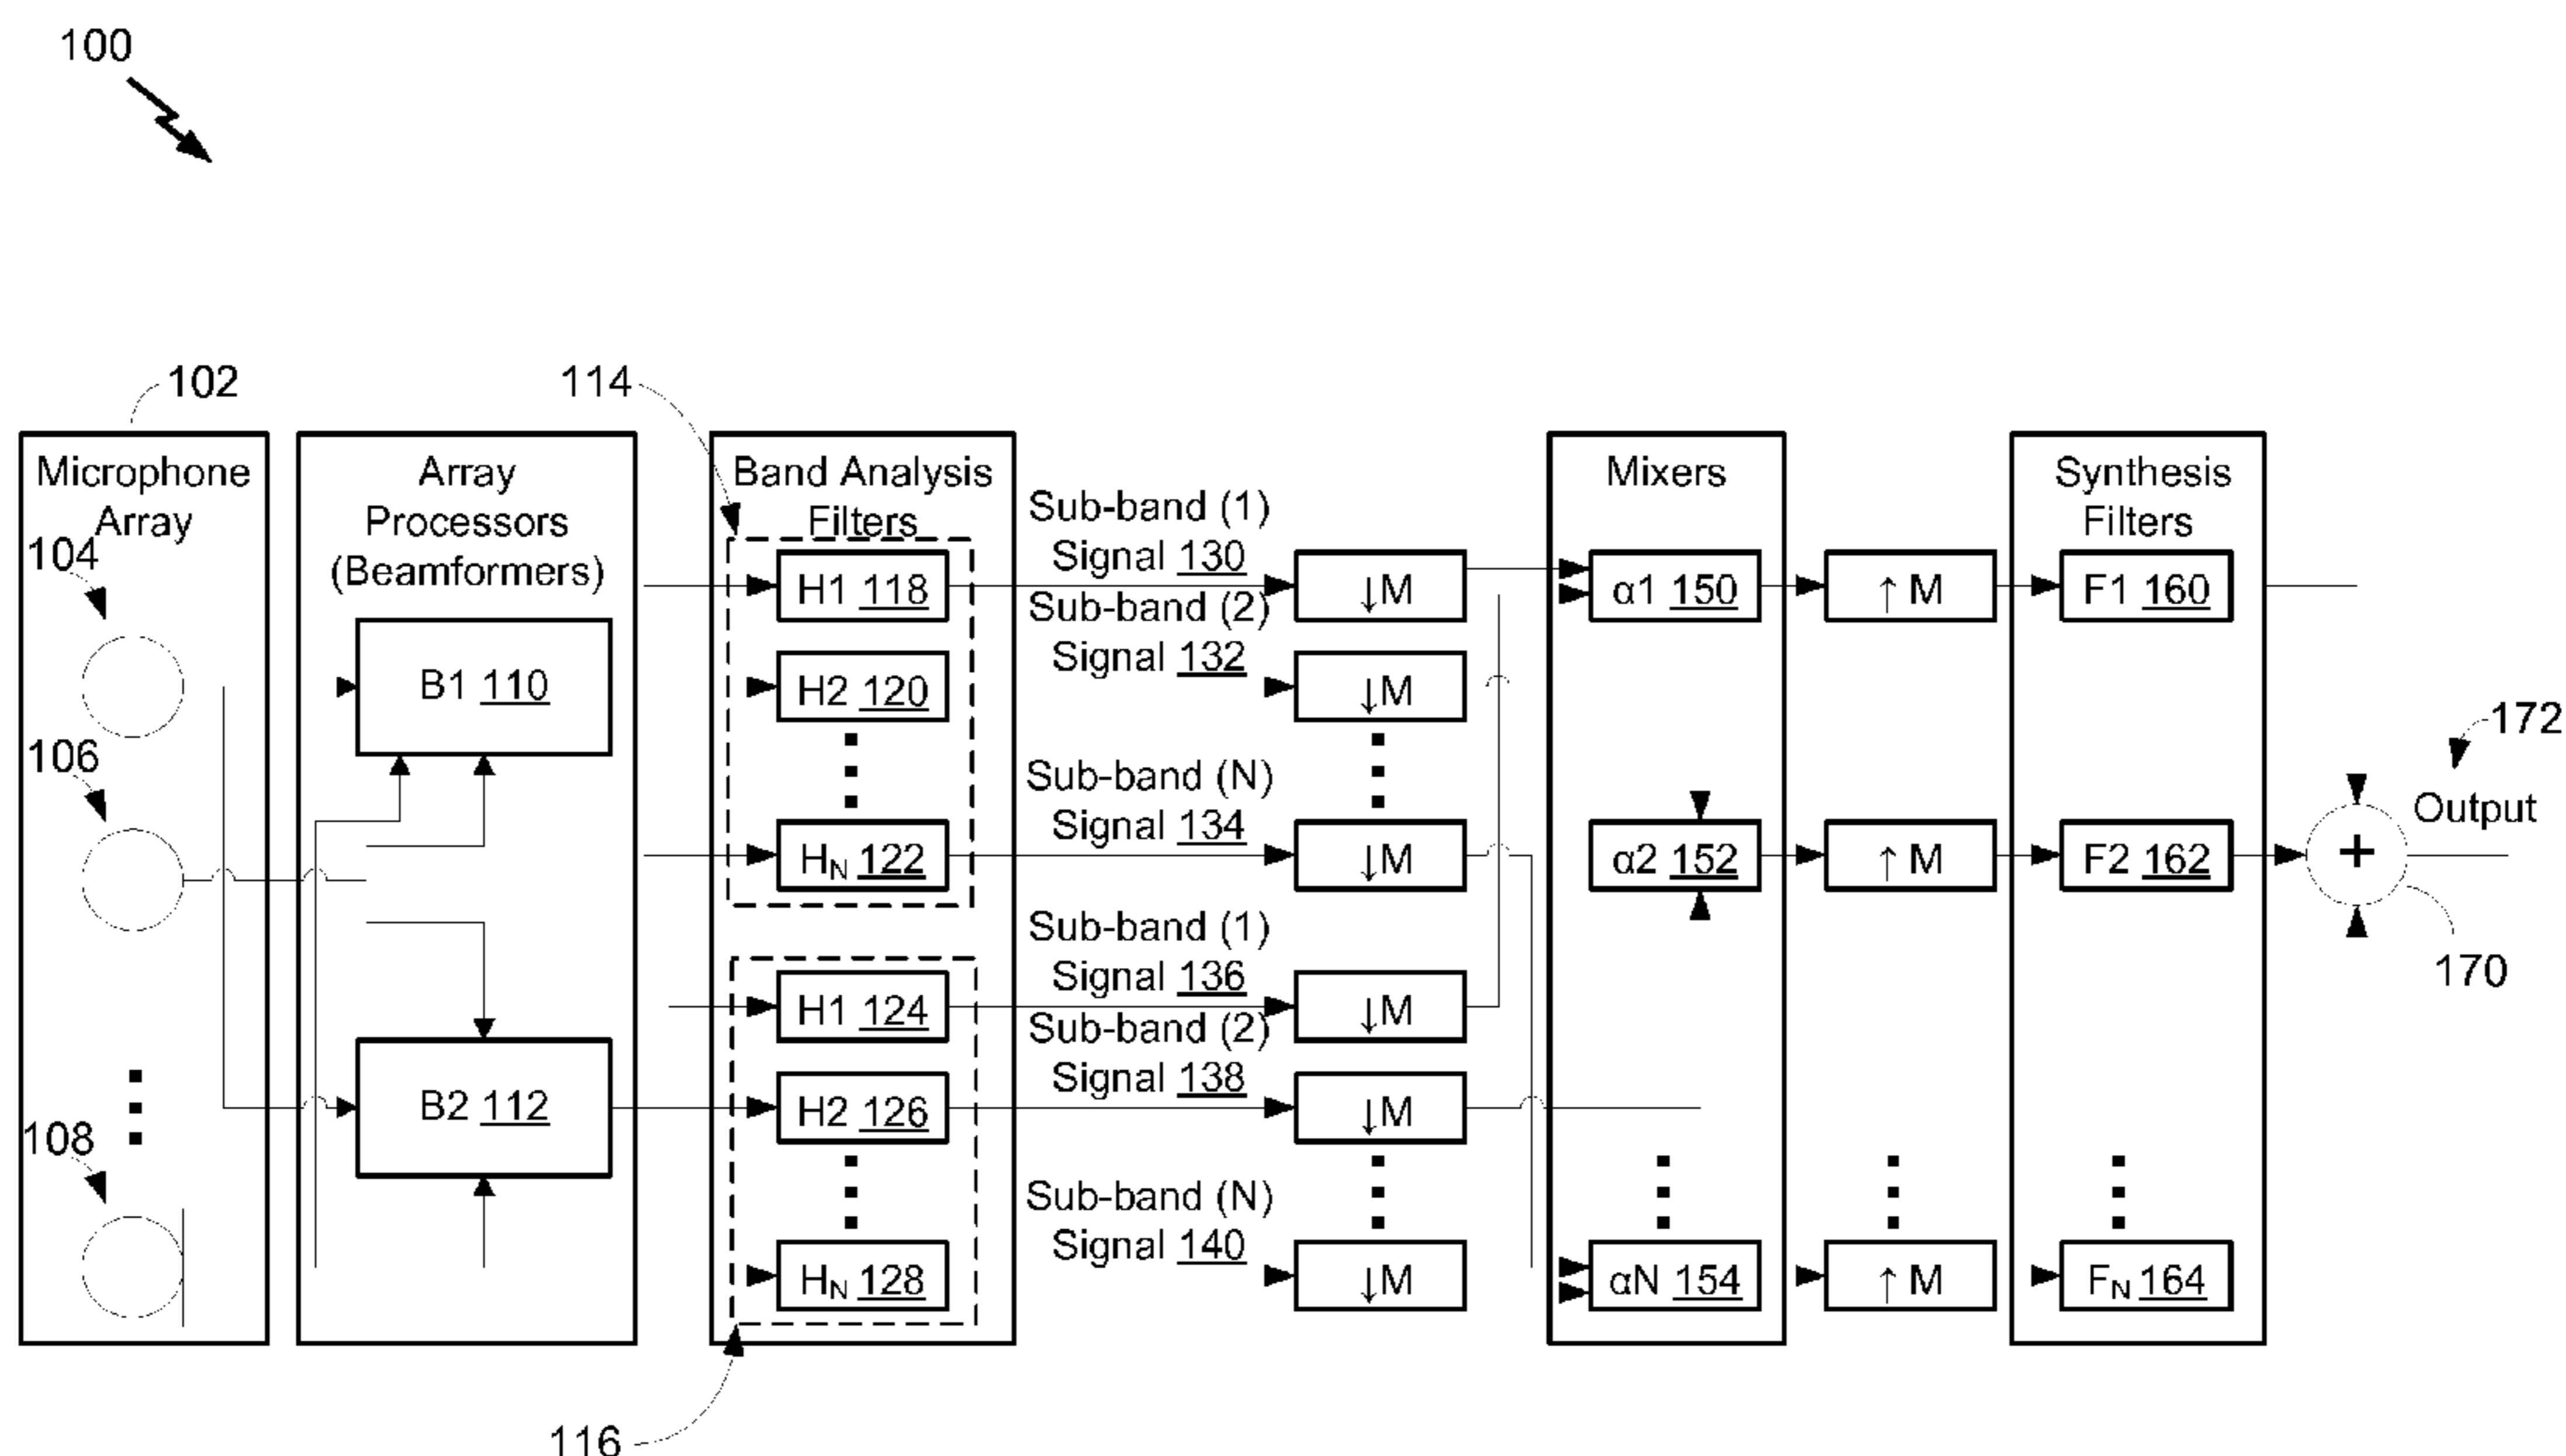 100
102
Microphone
Array
104
106
108
Array
Processors
(Beamformers)
B1 110
B2 112
114
Band Analysis
Filters
H1 118
H2 120
HN 122
H1 124
H2 126
HN 128
116
Sub-band (1)
Signal 130
Sub-band (2)
Signal 132
Sub-band (N)
Signal 134
Sub-band (1)
Signal 136
Sub-band (2)
Signal 138
Sub-band (N)
Signal 140
↓M
↓M
↓M
↓M
↓M
↓M
Mixers
α1 150
α2 152
αN 154
↑ M
↑ M
↑ M
Synthesis
Filters
F1 160
F2 162
FN 164
+
172
Output
170